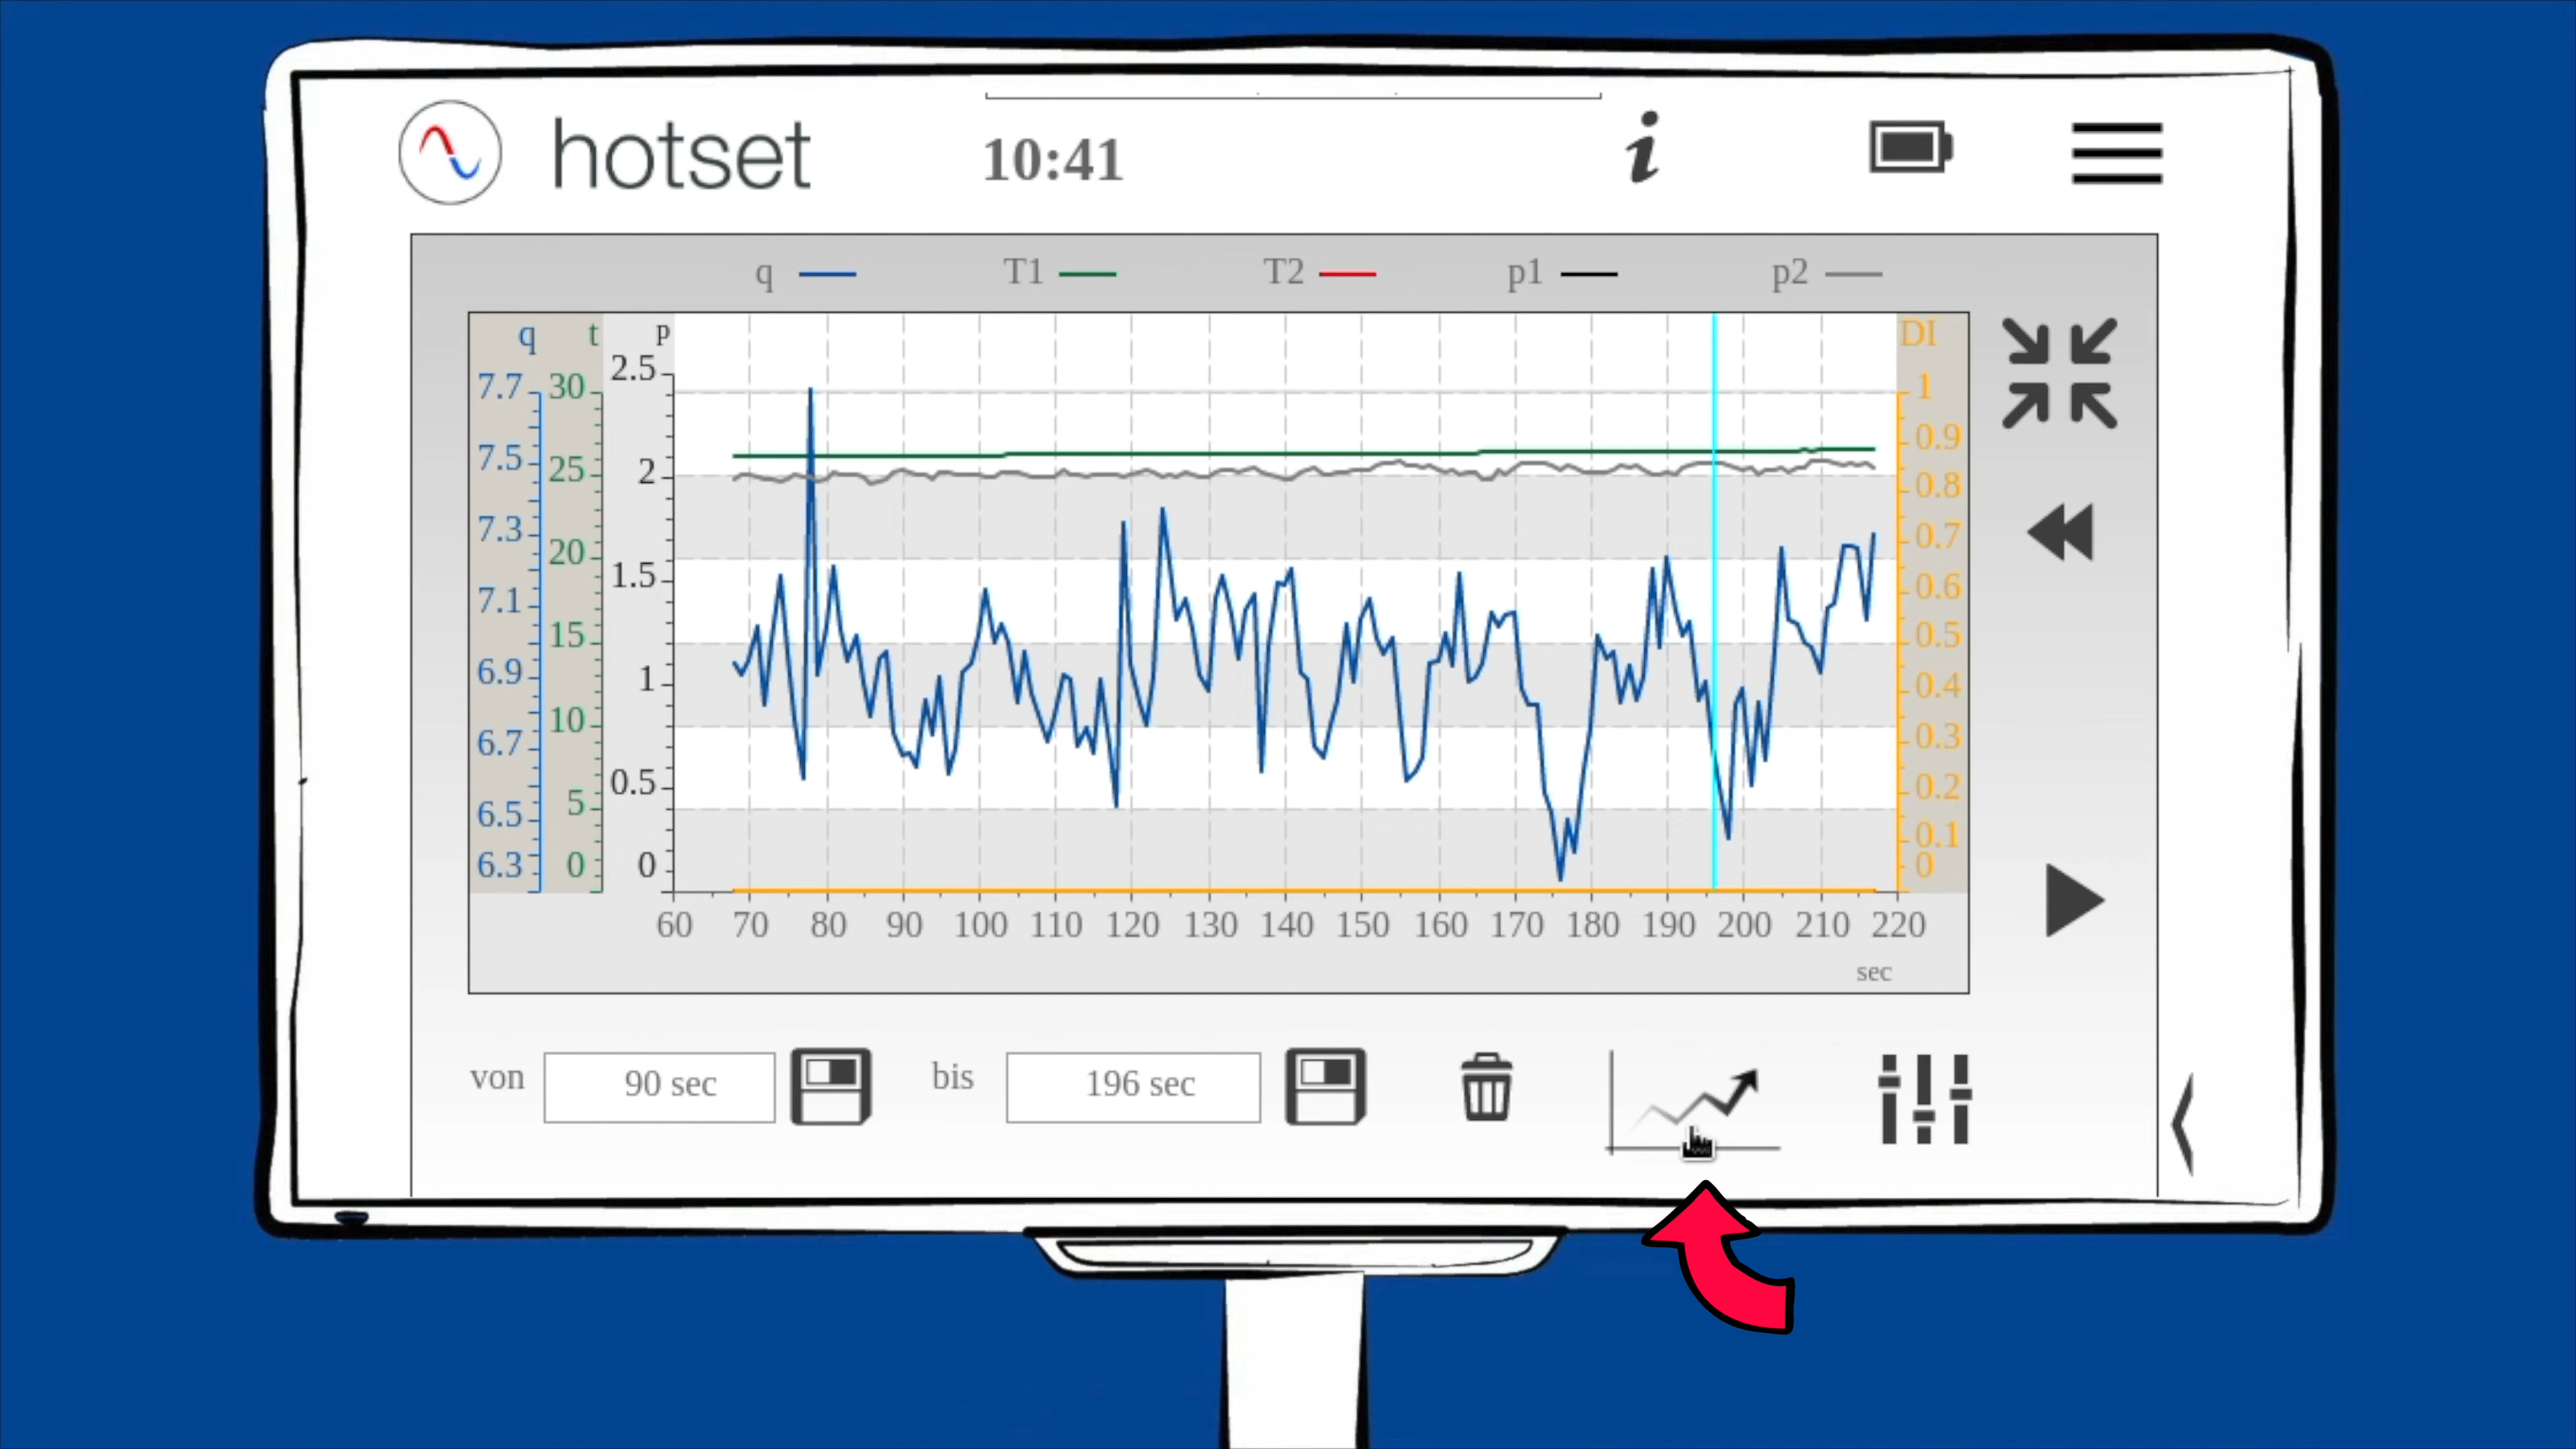 hotset 10:41 i
q T1 T2 p1 p2
q t p DI
2.5
7.7 30 1
0.9
7.5 25 2 0.8
7.3 0.7
20
1.5 0.6
7.1
15 0.5
6.9 1 0.4
10
6.7 0.3
0.5 0.2
6.5 5
0.1
6.3 0 0 0
60 70 80 90 100 110 120 130 140 150 160 170 180 190 200 210 220
sec
von 90 sec bis 196 sec